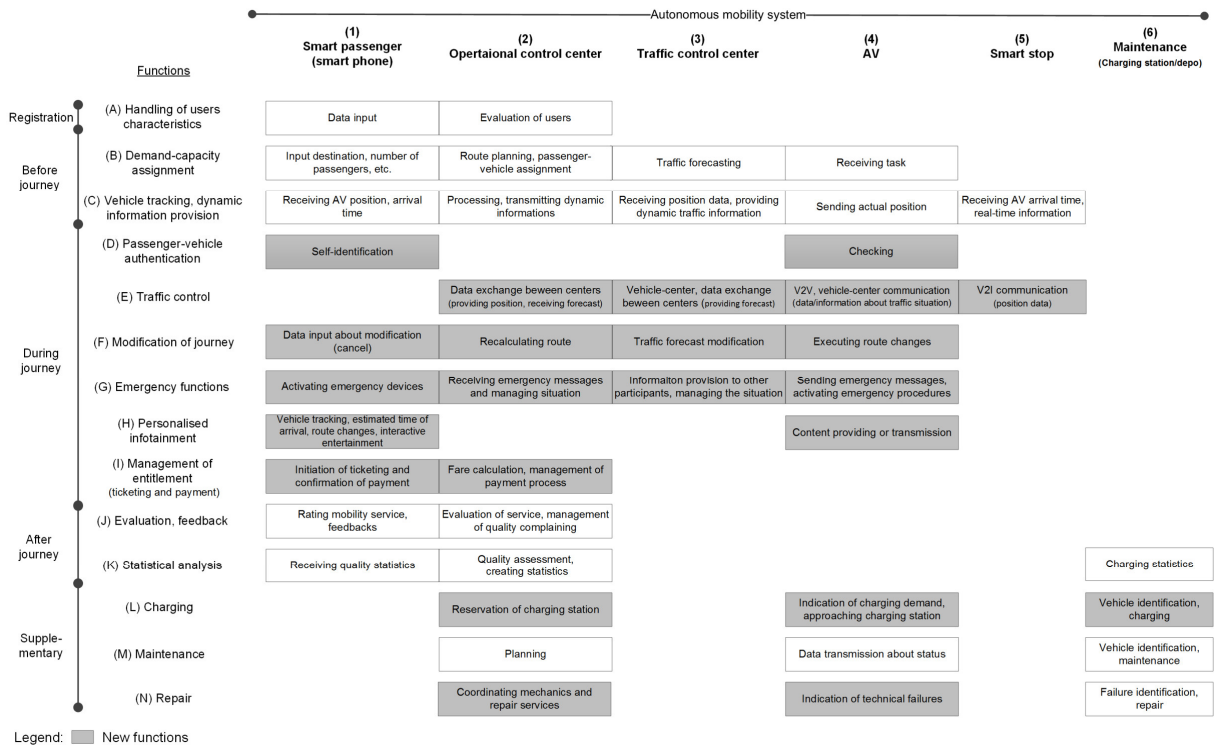 Autonomous mobility system
(1)
Smart passenger
(smart phone)
(2)
Opertaional control center
(3)
Traffic control center
(4)
AV
(5)
Smart stop
(6)
Maintenance
(Charging station/depo)
Functions
Registration
(A) Handling of users
characteristics
Data input
Evaluation of users
Before
journey
(B) Demand-capacity
assignment
Input destination, number of
passengers, etc.
Route planning, passenger-
vehicle assignment
Traffic forecasting
Receiving task
(C) Vehicle tracking, dynamic
information provision
Receiving AV position, arrival
time
Processing, transmitting dynamic
informations
Receiving position data, providing
dynamic traffic information
Sending actual position
Receiving AV arrival time,
real-time information
During
journey
(D) Passenger-vehicle
authentication
Self-identification
Checking
(E) Traffic control
Data exchange beween centers
(providing position, receiving forecast)
Vehicle-center, data exchange
beween centers (providing forecast)
V2V, vehicle-center communication
(data/information about traffic situation)
V2I communication
(position data)
(F) Modification of journey
Data input about modification
(cancel)
Recalculating route
Traffic forecast modification
Executing route changes
(G) Emergency functions
Activating emergency devices
Receiving emergency messages
and managing situation
Informaiton provision to other
participants, managing the situation
Sending emergency messages,
activating emergency procedures
(H) Personalised
infotainment
Vehicle tracking, estimated time of
arrival, route changes, interactive
entertainment
Content providing or transmission
(I) Management of
entitlement
(ticketing and payment)
Initiation of ticketing and
confirmation of payment
Fare calculation, management of
payment process
After
journey
(J) Evaluation, feedback
Rating mobility service,
feedbacks
Evaluation of service, management
of quality complaining
(K) Statistical analysis
Receiving quality statistics
Quality assessment,
creating statistics
Charging statistics
Supple-
mentary
(L) Charging
Reservation of charging station
Indication of charging demand,
approaching charging station
Vehicle identification,
charging
(M) Maintenance
Planning
Data transmission about status
Vehicle identification,
maintenance
(N) Repair
Coordinating mechanics and
repair services
Indication of technical failures
Failure identification,
repair
Legend:
New functions